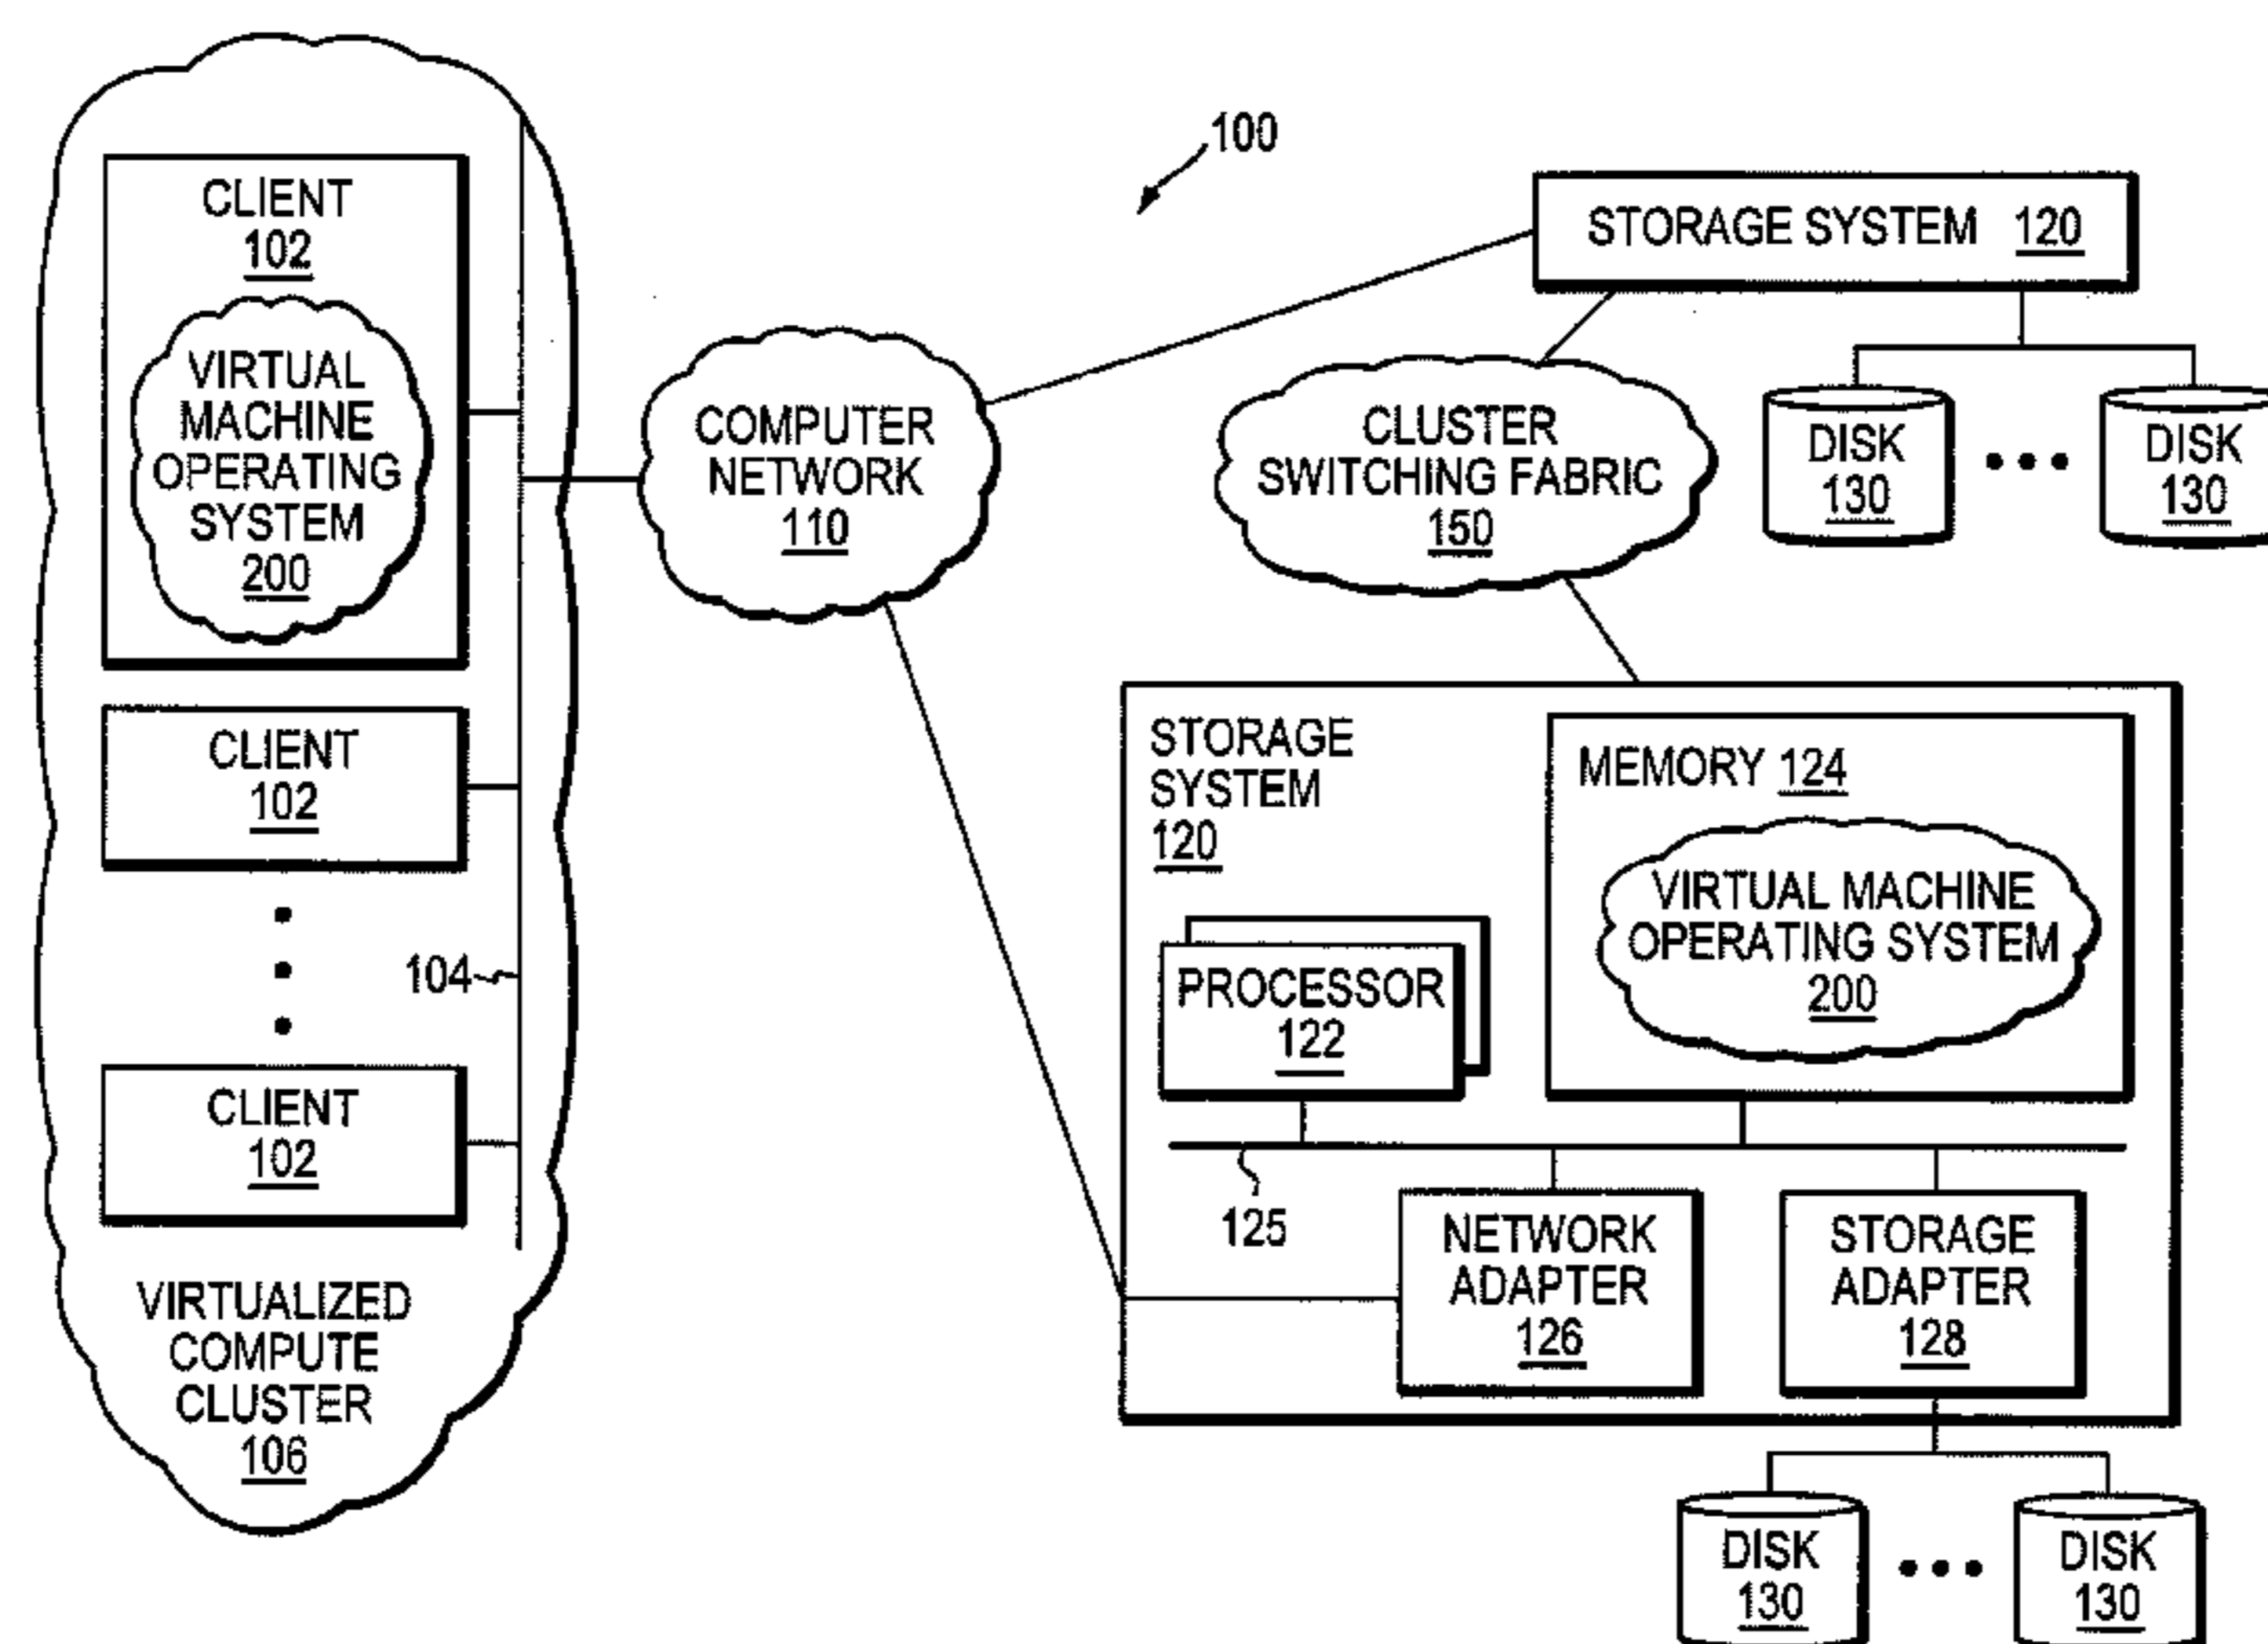 100
CLIENT
102
VIRTUAL
MACHINE
OPERATING
SYSTEM
200
CLIENT
102
104
CLIENT
102
VIRTUALIZED
COMPUTE
CLUSTER
106
COMPUTER
NETWORK
110
STORAGE SYSTEM 120
CLUSTER
SWITCHING FABRIC
150
DISK
130
DISK
130
STORAGE
SYSTEM
120
MEMORY 124
VIRTUAL MACHINE
OPERATING SYSTEM
200
PROCESSOR
122
125
NETWORK
ADAPTER
126
STORAGE
ADAPTER
128
DISK
130
DISK
130